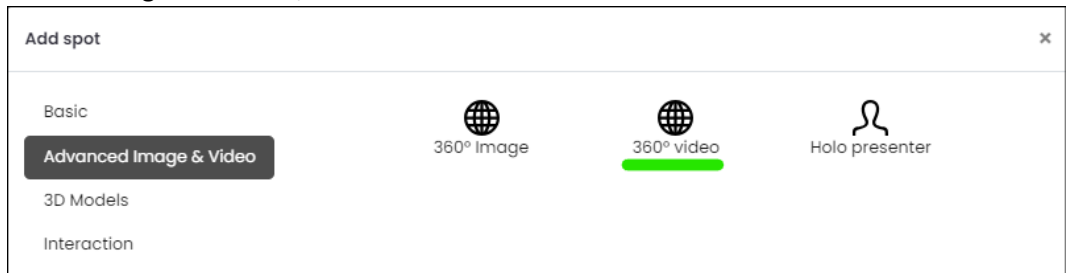 Add spot ×
Basic
Advanced Image & Video
3D Models
Interaction
360° Image
360° video
Holo presenter